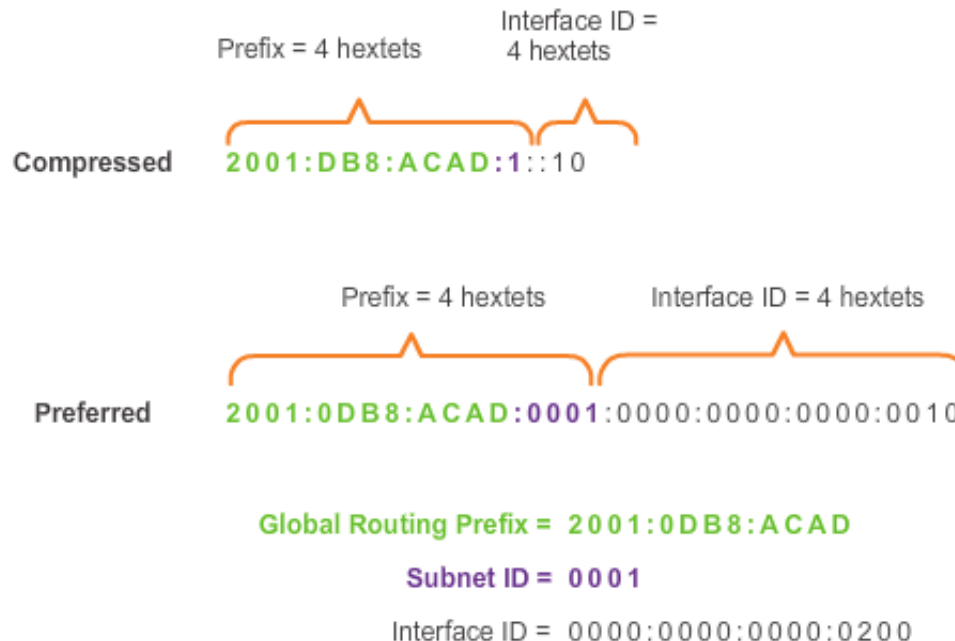 Prefix = 4 hextets
Interface ID =
4 hextets
Compressed 2001:DB8:ACAD:1::10
Prefix = 4 hextets Interface ID = 4 hextets
Preferred 2001:0DB8:ACAD:0001:0000:0000:0000:0010
Global Routing Prefix = 2001:0DB8:ACAD
Subnet ID = 0001
Interface ID = 0000:0000:0000:0200